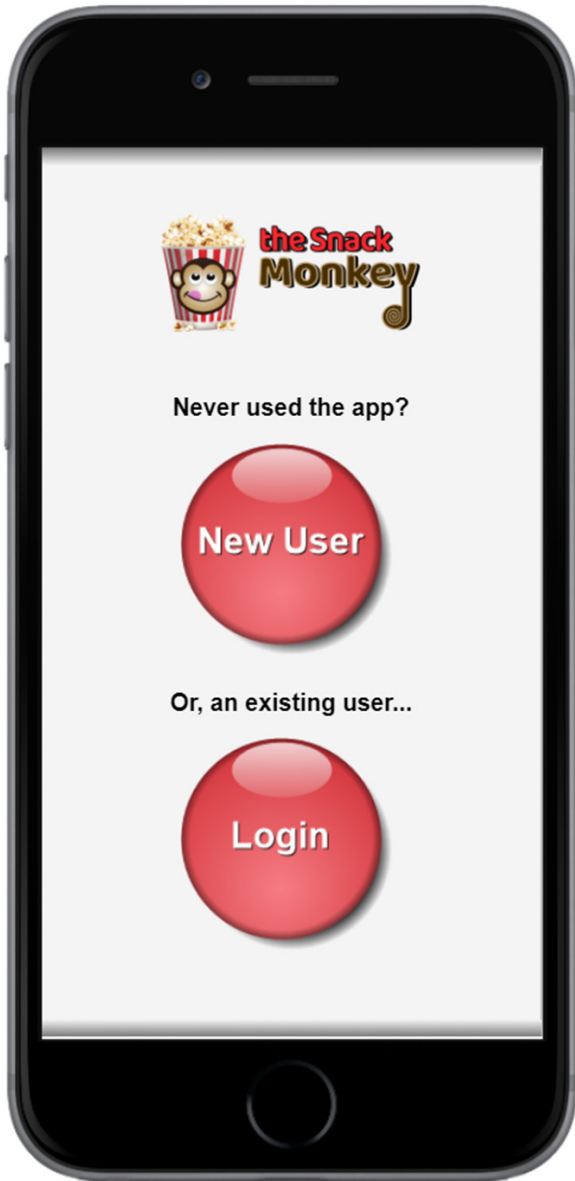 the Snack
Monkey
Never used the app?
New User
Or, an existing user...
Login